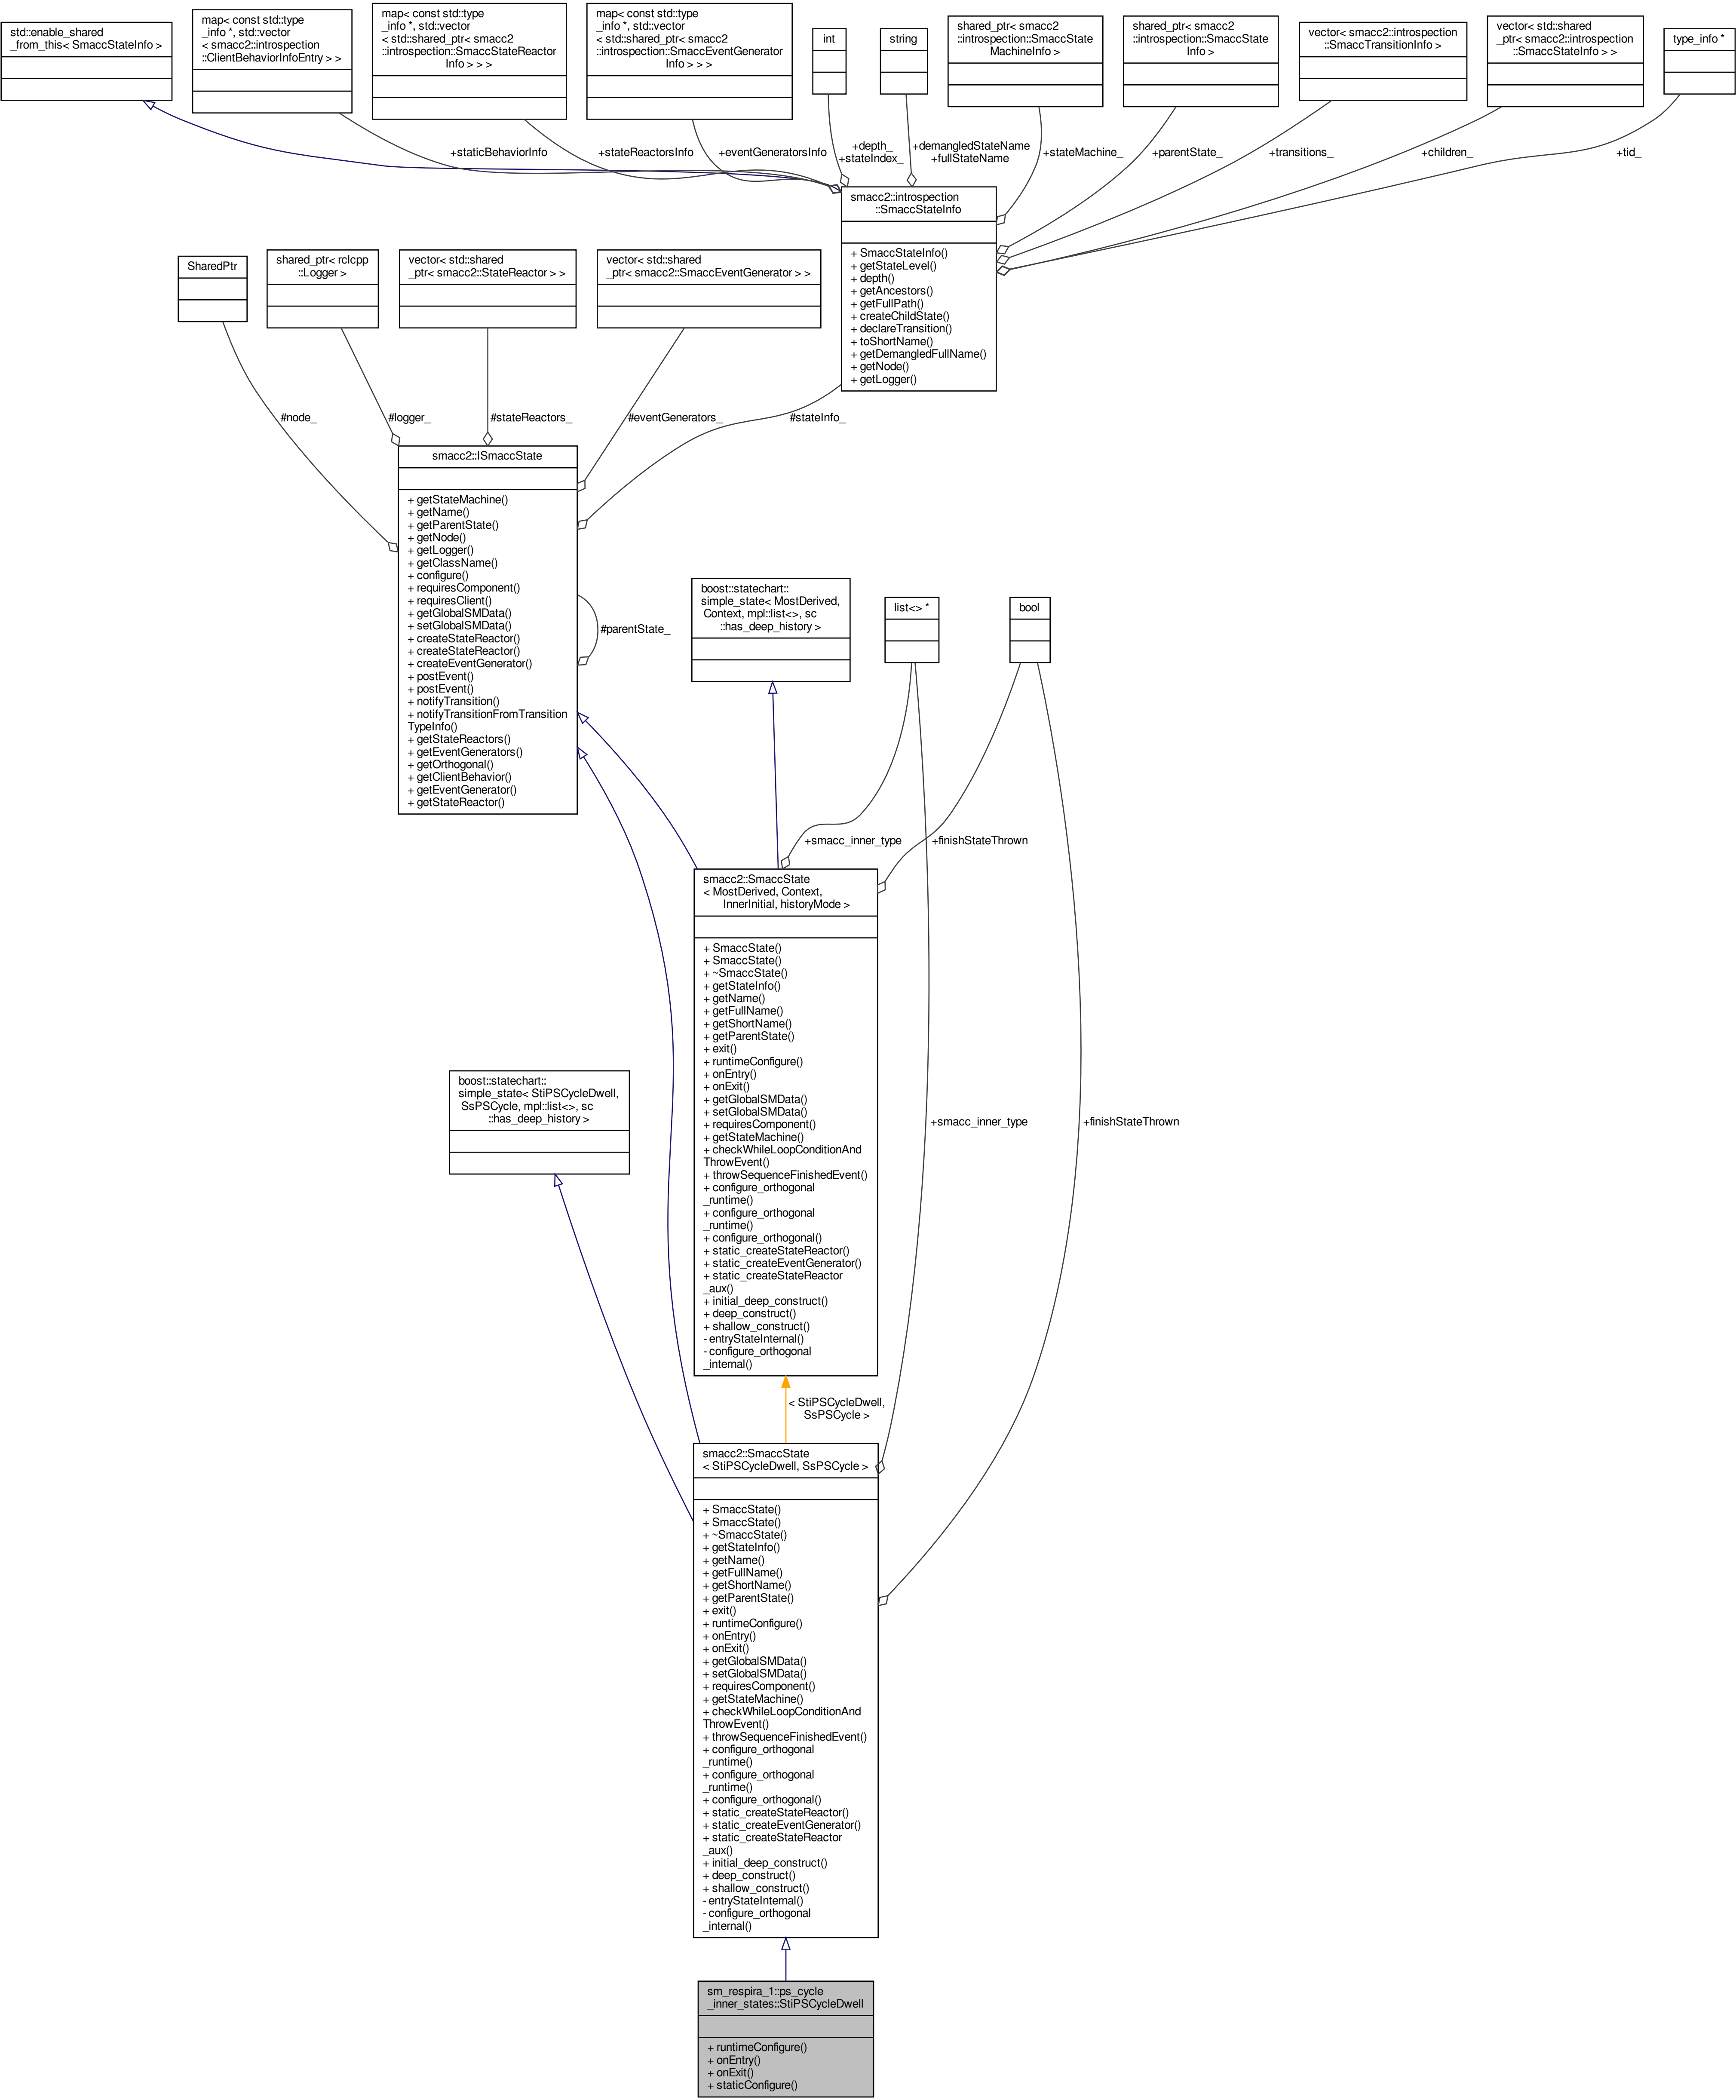 std::enable_shared
_from_this< SmaccStateInfo >
map< const std::type
_info *, std::vector
< smacc2::introspection
::ClientBehaviorInfoEntry > >
map< const std::type
_info *, std::vector
< std::shared_ptr< smacc2
::introspection::SmaccStateReactor
Info > > >
map< const std::type
_info *, std::vector
< std::shared_ptr< smacc2
::introspection::SmaccEventGenerator
Info > > >
int
string
shared_ptr< smacc2
::introspection::SmaccState
MachineInfo >
shared_ptr< smacc2
::introspection::SmaccState
Info >
vector< smacc2::introspection
::SmaccTransitionInfo >
vector< std::shared
_ptr< smacc2::introspection
::SmaccStateInfo > >
type_info *
+staticBehaviorInfo
+stateReactorsInfo
+eventGeneratorsInfo
+depth_
+stateIndex_
+demangledStateName
+fullStateName
+stateMachine_
+parentState_
+transitions_
+children_
+tid_
smacc2::introspection
::SmaccStateInfo
+ SmaccStateInfo()
+ getStateLevel()
+ depth()
+ getAncestors()
+ getFullPath()
+ createChildState()
+ declareTransition()
+ toShortName()
+ getDemangledFullName()
+ getNode()
+ getLogger()
SharedPtr
shared_ptr< rclcpp
::Logger >
vector< std::shared
_ptr< smacc2::StateReactor > >
vector< std::shared
_ptr< smacc2::SmaccEventGenerator > >
#node_
#logger_
#stateReactors_
#eventGenerators_
#stateInfo_
smacc2::ISmaccState
+ getStateMachine()
+ getName()
+ getParentState()
+ getNode()
+ getLogger()
+ getClassName()
+ configure()
+ requiresComponent()
+ requiresClient()
+ getGlobalSMData()
+ setGlobalSMData()
+ createStateReactor()
+ createStateReactor()
+ createEventGenerator()
+ postEvent()
+ postEvent()
+ notifyTransition()
+ notifyTransitionFromTransition
TypeInfo()
+ getStateReactors()
+ getEventGenerators()
+ getOrthogonal()
+ getClientBehavior()
+ getEventGenerator()
+ getStateReactor()
#parentState_
boost::statechart::
simple_state< MostDerived,
Context, mpl::list<>, sc
::has_deep_history >
list<> *
bool
+smacc_inner_type
+finishStateThrown
smacc2::SmaccState
< MostDerived, Context,
InnerInitial, historyMode >
+ SmaccState()
+ SmaccState()
+ ~SmaccState()
+ getStateInfo()
+ getName()
+ getFullName()
+ getShortName()
+ getParentState()
+ exit()
+ runtimeConfigure()
+ onEntry()
+ onExit()
+ getGlobalSMData()
+ setGlobalSMData()
+ requiresComponent()
+ getStateMachine()
+ checkWhileLoopConditionAnd
ThrowEvent()
+ throwSequenceFinishedEvent()
+ configure_orthogonal
_runtime()
+ configure_orthogonal
_runtime()
+ configure_orthogonal()
+ static_createStateReactor()
+ static_createEventGenerator()
+ static_createStateReactor
_aux()
+ initial_deep_construct()
+ deep_construct()
+ shallow_construct()
- entryStateInternal()
- configure_orthogonal
_internal()
boost::statechart::
simple_state< StiPSCycleDwell,
SsPSCycle, mpl::list<>, sc
::has_deep_history >
+smacc_inner_type
+finishStateThrown
< StiPSCycleDwell,
SsPSCycle >
smacc2::SmaccState
< StiPSCycleDwell, SsPSCycle >
+ SmaccState()
+ SmaccState()
+ ~SmaccState()
+ getStateInfo()
+ getName()
+ getFullName()
+ getShortName()
+ getParentState()
+ exit()
+ runtimeConfigure()
+ onEntry()
+ onExit()
+ getGlobalSMData()
+ setGlobalSMData()
+ requiresComponent()
+ getStateMachine()
+ checkWhileLoopConditionAnd
ThrowEvent()
+ throwSequenceFinishedEvent()
+ configure_orthogonal
_runtime()
+ configure_orthogonal
_runtime()
+ configure_orthogonal()
+ static_createStateReactor()
+ static_createEventGenerator()
+ static_createStateReactor
_aux()
+ initial_deep_construct()
+ deep_construct()
+ shallow_construct()
- entryStateInternal()
- configure_orthogonal
_internal()
sm_respira_1::ps_cycle
_inner_states::StiPSCycleDwell
+ runtimeConfigure()
+ onEntry()
+ onExit()
+ staticConfigure()